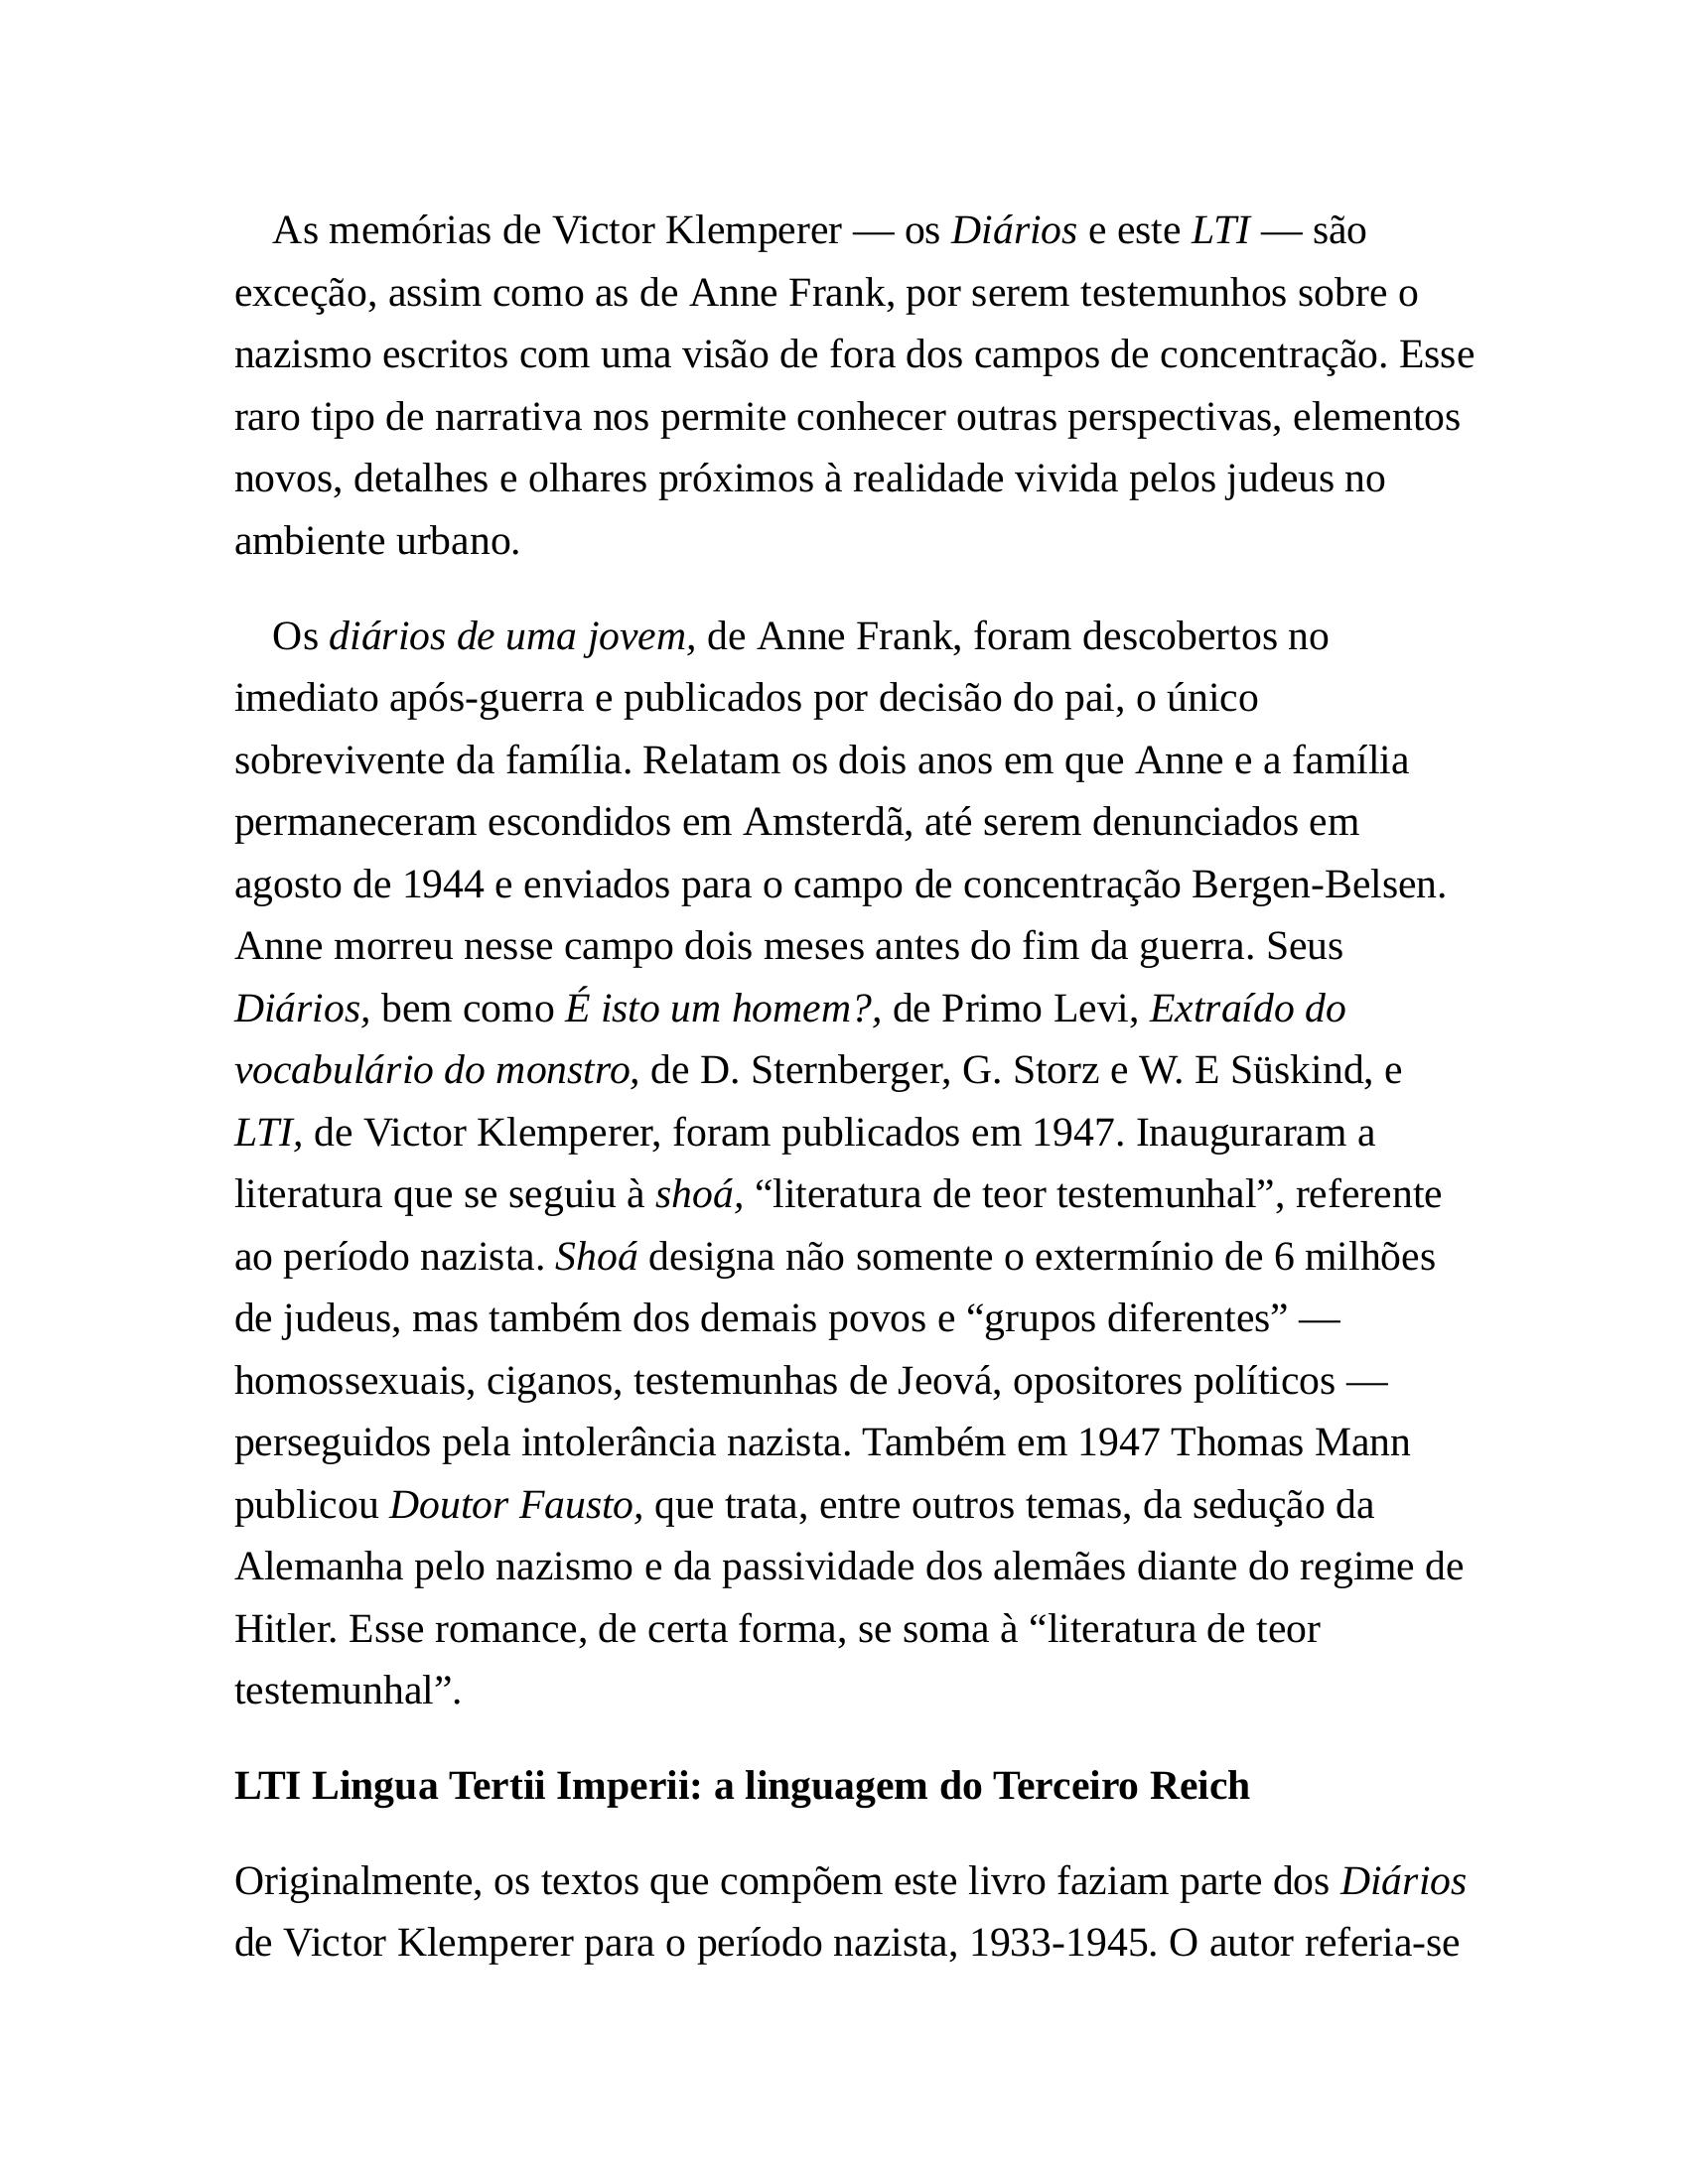 As memórias de Victor Klemperer — os Diários e este LTI — são
exceção, assim como as de Anne Frank, por serem testemunhos sobre o
nazismo escritos com uma visão de fora dos campos de concentração. Esse
raro tipo de narrativa nos permite conhecer outras perspectivas, elementos
novos, detalhes e olhares próximos à realidade vivida pelos judeus no
ambiente urbano.
Os diários de uma jovem, de Anne Frank, foram descobertos no
imediato após-guerra e publicados por decisão do pai, o único
sobrevivente da família. Relatam os dois anos em que Anne e a família
permaneceram escondidos em Amsterdã, até serem denunciados em
agosto de 1944 e enviados para o campo de concentração Bergen-Belsen.
Anne morreu nesse campo dois meses antes do fim da guerra. Seus
Diários, bem como É isto um homem?, de Primo Levi, Extraído do
vocabulário do monstro, de D. Sternberger, G. Storz e W. E Süskind, e
LTI, de Victor Klemperer, foram publicados em 1947. Inauguraram a
literatura que se seguiu à shoá, “literatura de teor testemunhal”, referente
ao período nazista. Shoá designa não somente o extermínio de 6 milhões
de judeus, mas também dos demais povos e “grupos diferentes” —
homossexuais, ciganos, testemunhas de Jeová, opositores políticos —
perseguidos pela intolerância nazista. Também em 1947 Thomas Mann
publicou Doutor Fausto, que trata, entre outros temas, da sedução da
Alemanha pelo nazismo e da passividade dos alemães diante do regime de
Hitler. Esse romance, de certa forma, se soma à “literatura de teor
testemunhal”.
LTI Lingua Tertii Imperii: a linguagem do Terceiro Reich
Originalmente, os textos que compõem este livro faziam parte dos Diários
de Victor Klemperer para o período nazista, 1933-1945. O autor referia-se